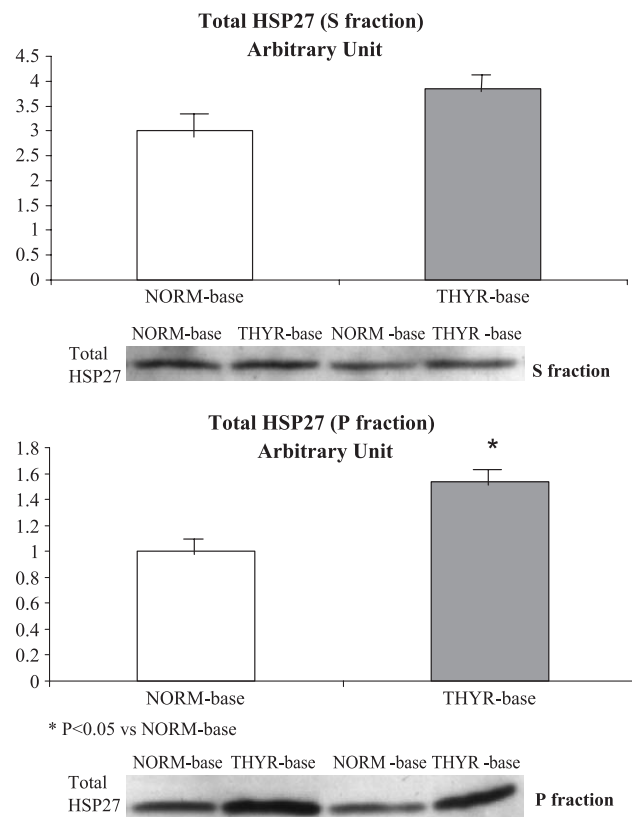 Total HSP27 (S fraction)
Arbitrary Unit
4.5
4
3.5
3
2.5
2
1.5
1
0.5
0
NORM-base THYR-base
NORM-base THYR-base NORM -base THYR -base
Total
HSP27
S fraction
Total HSP27 (P fraction)
Arbitrary Unit
1.8
1.6
1.4
1.2
1
0.8
0.6
0.4
0.2
0
*
NORM-base THYR-base
* P<0.05 vs NORM-base
NORM-base THYR-base NORM -base THYR -base
Total
HSP27
P fraction